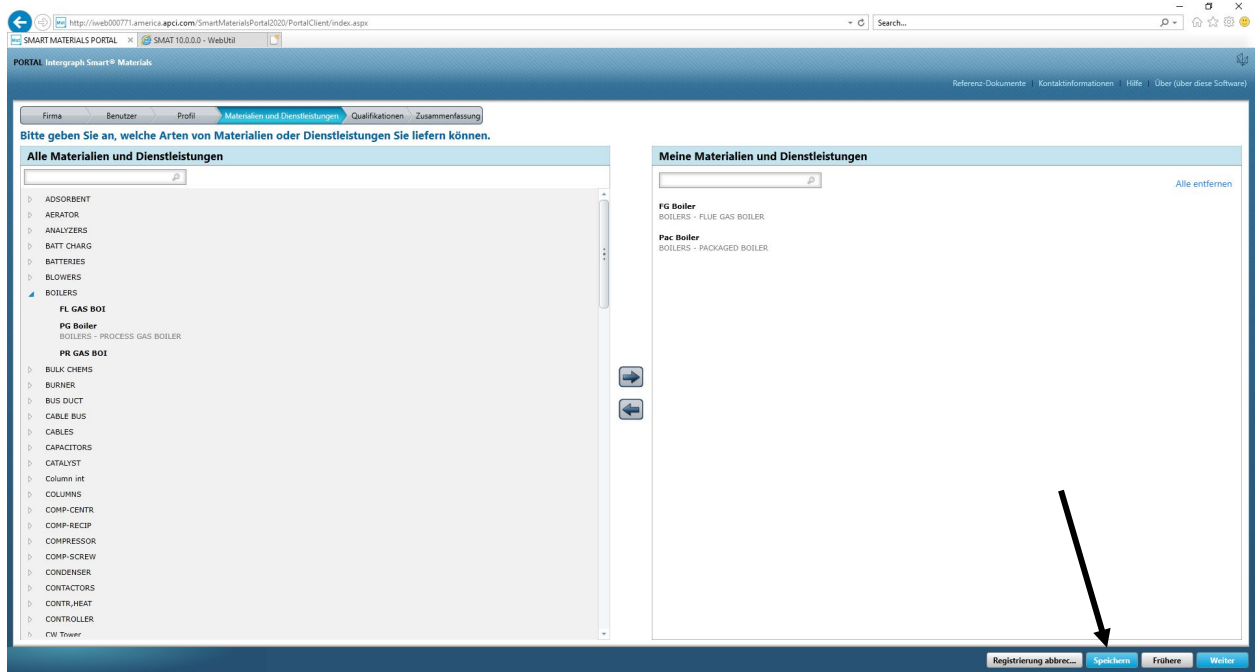 http://iweb000771.america.apci.com/SmartMaterialsPortal2020/PortalClient/index.aspx
Search...
SMART MATERIALS PORTAL
SMAT 10.0.0.0 - WebUtil
PORTAL Intergraph Smart® Materials
Referenz-Dokumente | Kontaktinformationen | Hilfe | Über (über diese Software)
Firma
Benutzer
Profil
Materialien und Dienstleistungen
Qualifikationen
Zusammenfassung
Bitte geben Sie an, welche Arten von Materialien oder Dienstleistungen Sie liefern können.
Alle Materialien und Dienstleistungen
ADSORBENT
AERATOR
ANALYZERS
BATT CHARG
BATTERIES
BLOWERS
BOILERS
FL GAS BOI
PG Boiler
BOILERS - PROCESS GAS BOILER
PR GAS BOI
BULK CHEMS
BURNER
BUS DUCT
CABLE BUS
CABLES
CAPACITORS
CATALYST
Column int
COLUMNS
COMP-CENTR
COMP-RECIP
COMPRESSOR
COMP-SCREW
CONDENSER
CONTACTORS
CONTR,HEAT
CONTROLLER
CW Tower
Meine Materialien und Dienstleistungen
Alle entfernen
FG Boiler
BOILERS - FLUE GAS BOILER
Pac Boiler
BOILERS - PACKAGED BOILER
Registrierung abbrec...
Speichern
Frühere
Weiter